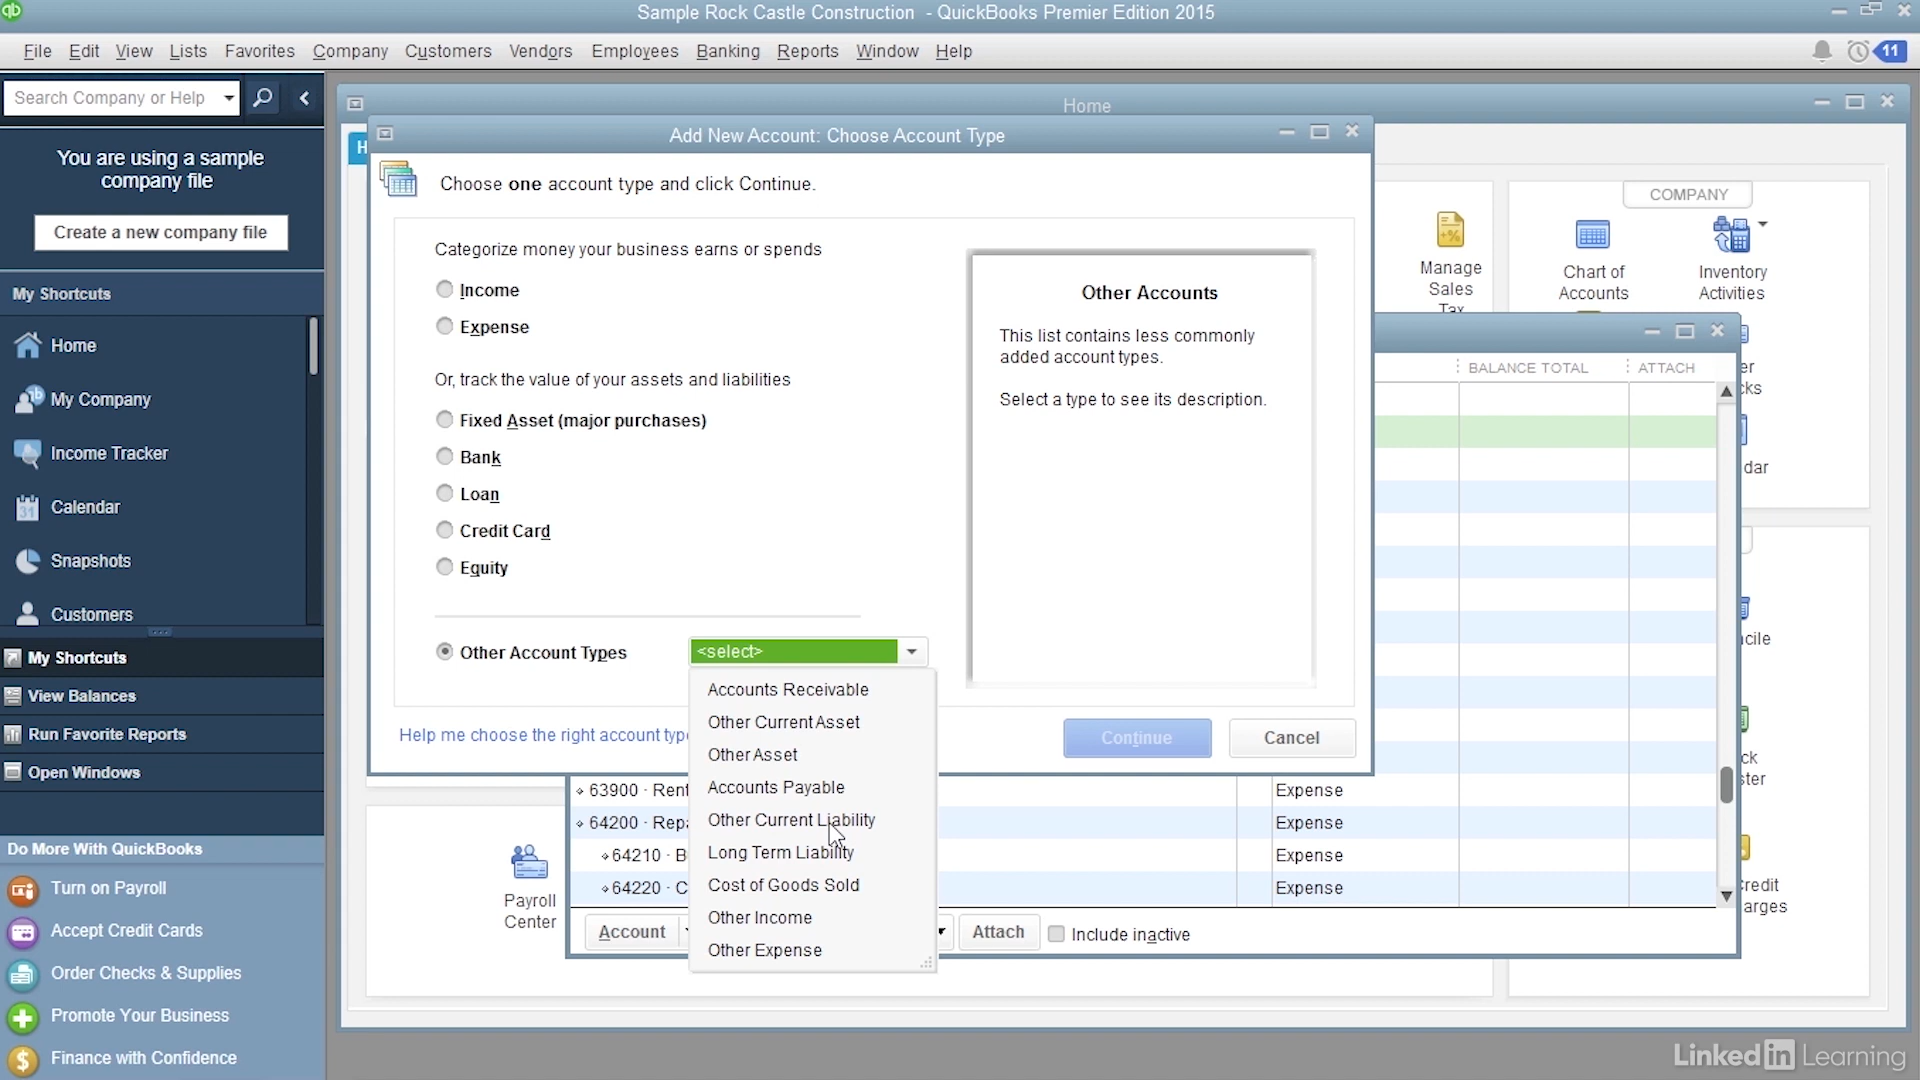 Sample Rock Castle Construction - QuickBooks Premier Edition 2015
File Edit View Lists Favorites Company Customers Vendors Employees Banking Reports Window Help
11
Search Company or Help
You are using a sample
company file
Create a new company file
My Shortcuts
Home
My Company
Income Tracker
31
Calendar
Snapshots
Customers
My Shortcuts
View Balances
Run Favorite Reports
Open Windows
Do More With QuickBooks
Turn on Payroll
Accept Credit Cards
Order Checks & Supplies
Promote Your Business
Finance with Confidence
Home
Add New Account: Choose Account Type
Choose one account type and click Continue.
Categorize money your business earns or spends
Income
Expense
Or, track the value of your assets and liabilities
Fixed Asset (major purchases)
Bank
Loan
Credit Card
Equity
Other Account Types
<select>
Accounts Receivable
Other Current Asset
Other Asset
Accounts Payable
Other Current Liability
Long Term Liability
Cost of Goods Sold
Other Income
Other Expense
Other Accounts
This list contains less commonly
added account types.
Select a type to see its description.
Help me choose the right account type
Continue
Cancel
Manage
Sales
Tax
COMPANY
Chart of
Accounts
Inventory
Activities
BALANCE TOTAL
ATTACH
63900 · Rent
Expense
64200 · Repa
Expense
64210 · B
Expense
64220 · C
Expense
Account
Attach
Include inactive
Payroll
Center
LinkedIn Learning